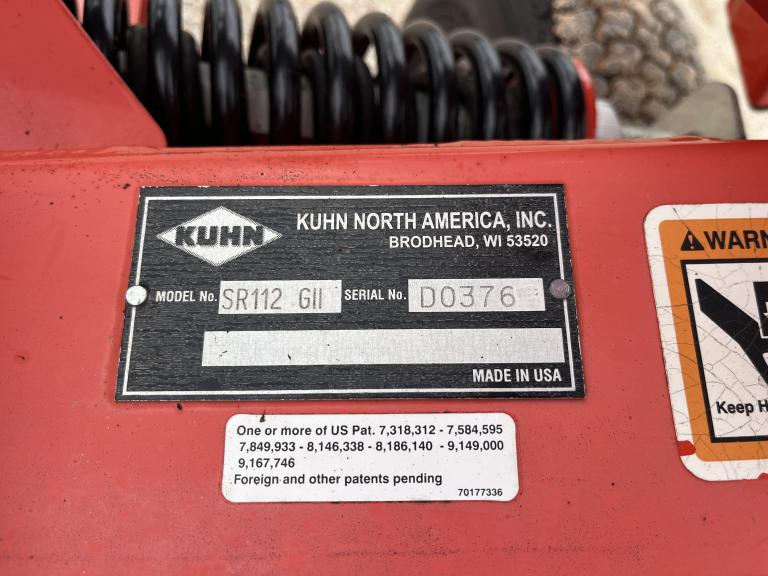 KUHN
KUHN NORTH AMERICA, INC.
BRODHEAD, WI 53520
MODEL No. SR112 GII SERIAL No. D0376
MADE IN USA
One or more of US Pat. 7,318,312 - 7,584,595
7,849,933 - 8,146,338 - 8,186,140 - 9,149,000
9,167,746
Foreign and other patents pending
70177336
WARN
Keep H